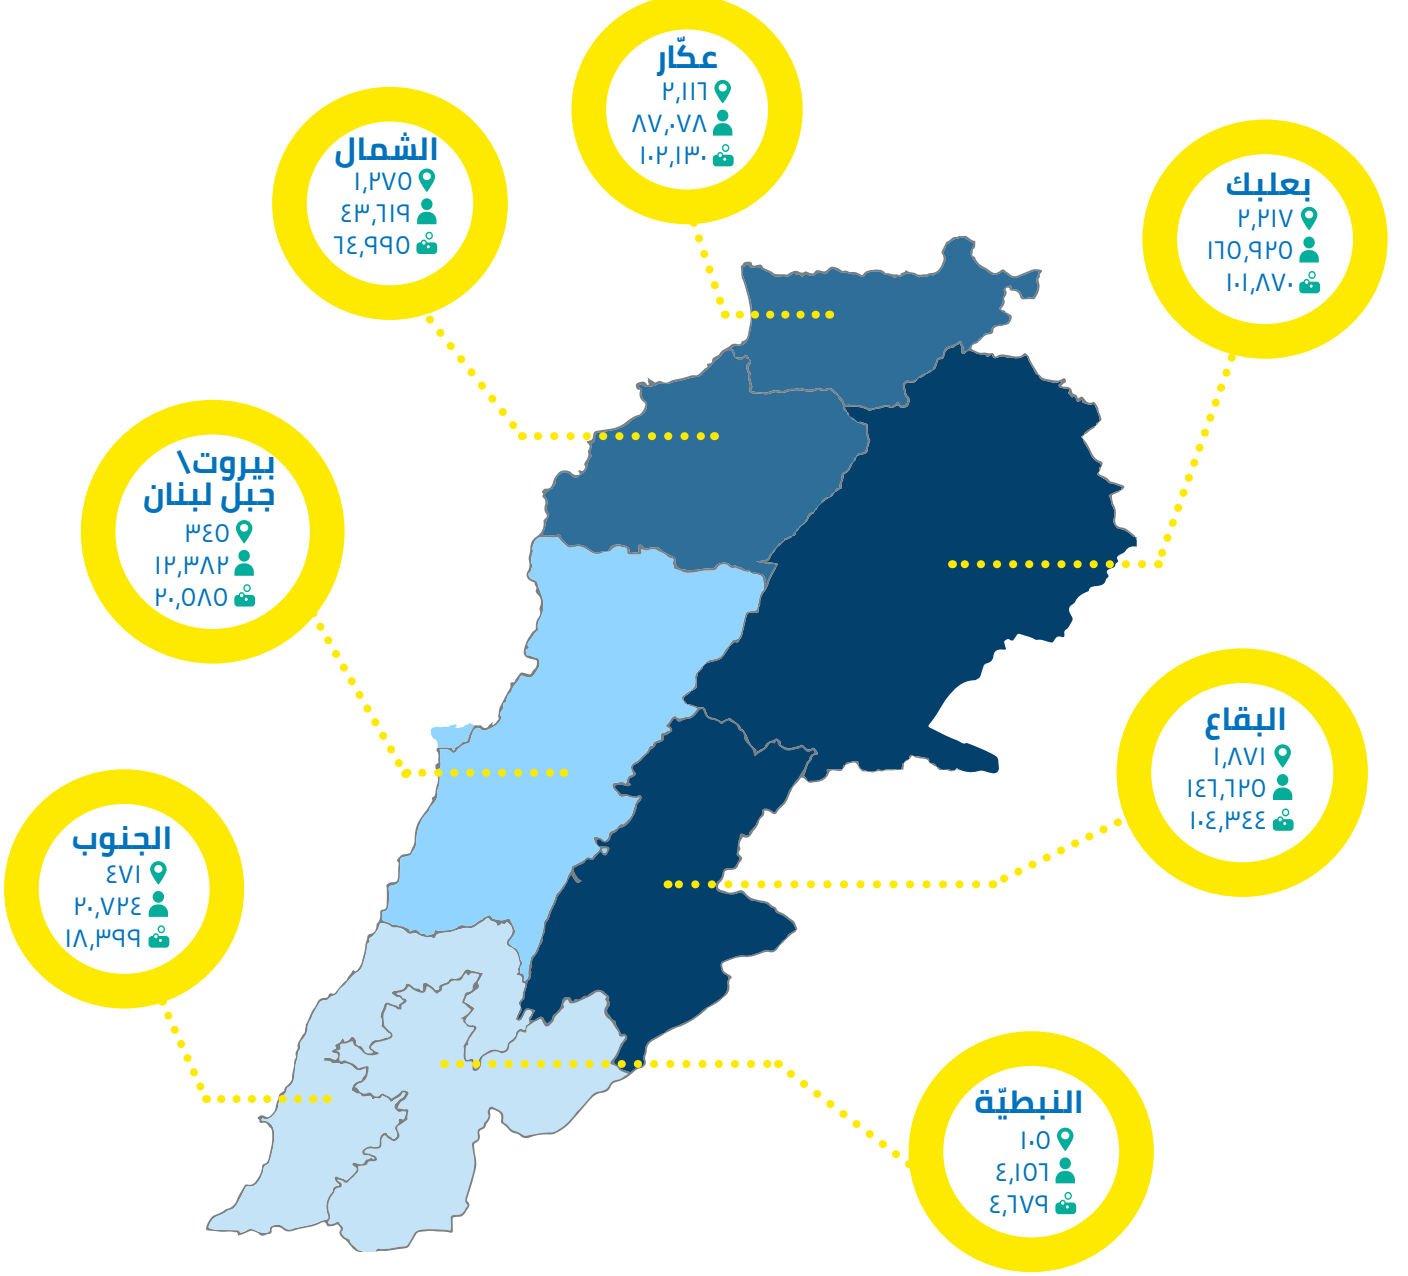 عكّار
٢,١١٦
٨٧,٠٧٨
١٠٢,١٣٠
الشمال
١,٢٧٥
٤٣,٦١٩
٦٤,٩٩٥
بعلبك
٢,٢١٧
١٦٥,٩٢٥
١٠١,٨٧٠
بيروت\
جبل لبنان
٣٤٥
١٢,٣٨٢
٢٠,٥٨٥
البقاع
١,٨٧١
١٤٦,٦٢٥
١٠٤,٣٤٤
الجنوب
٤٧١
٢٠,٧٢٤
١٨,٣٩٩
النبطيّة
١٠٥
٤,١٥٦
٤,٦٧٩